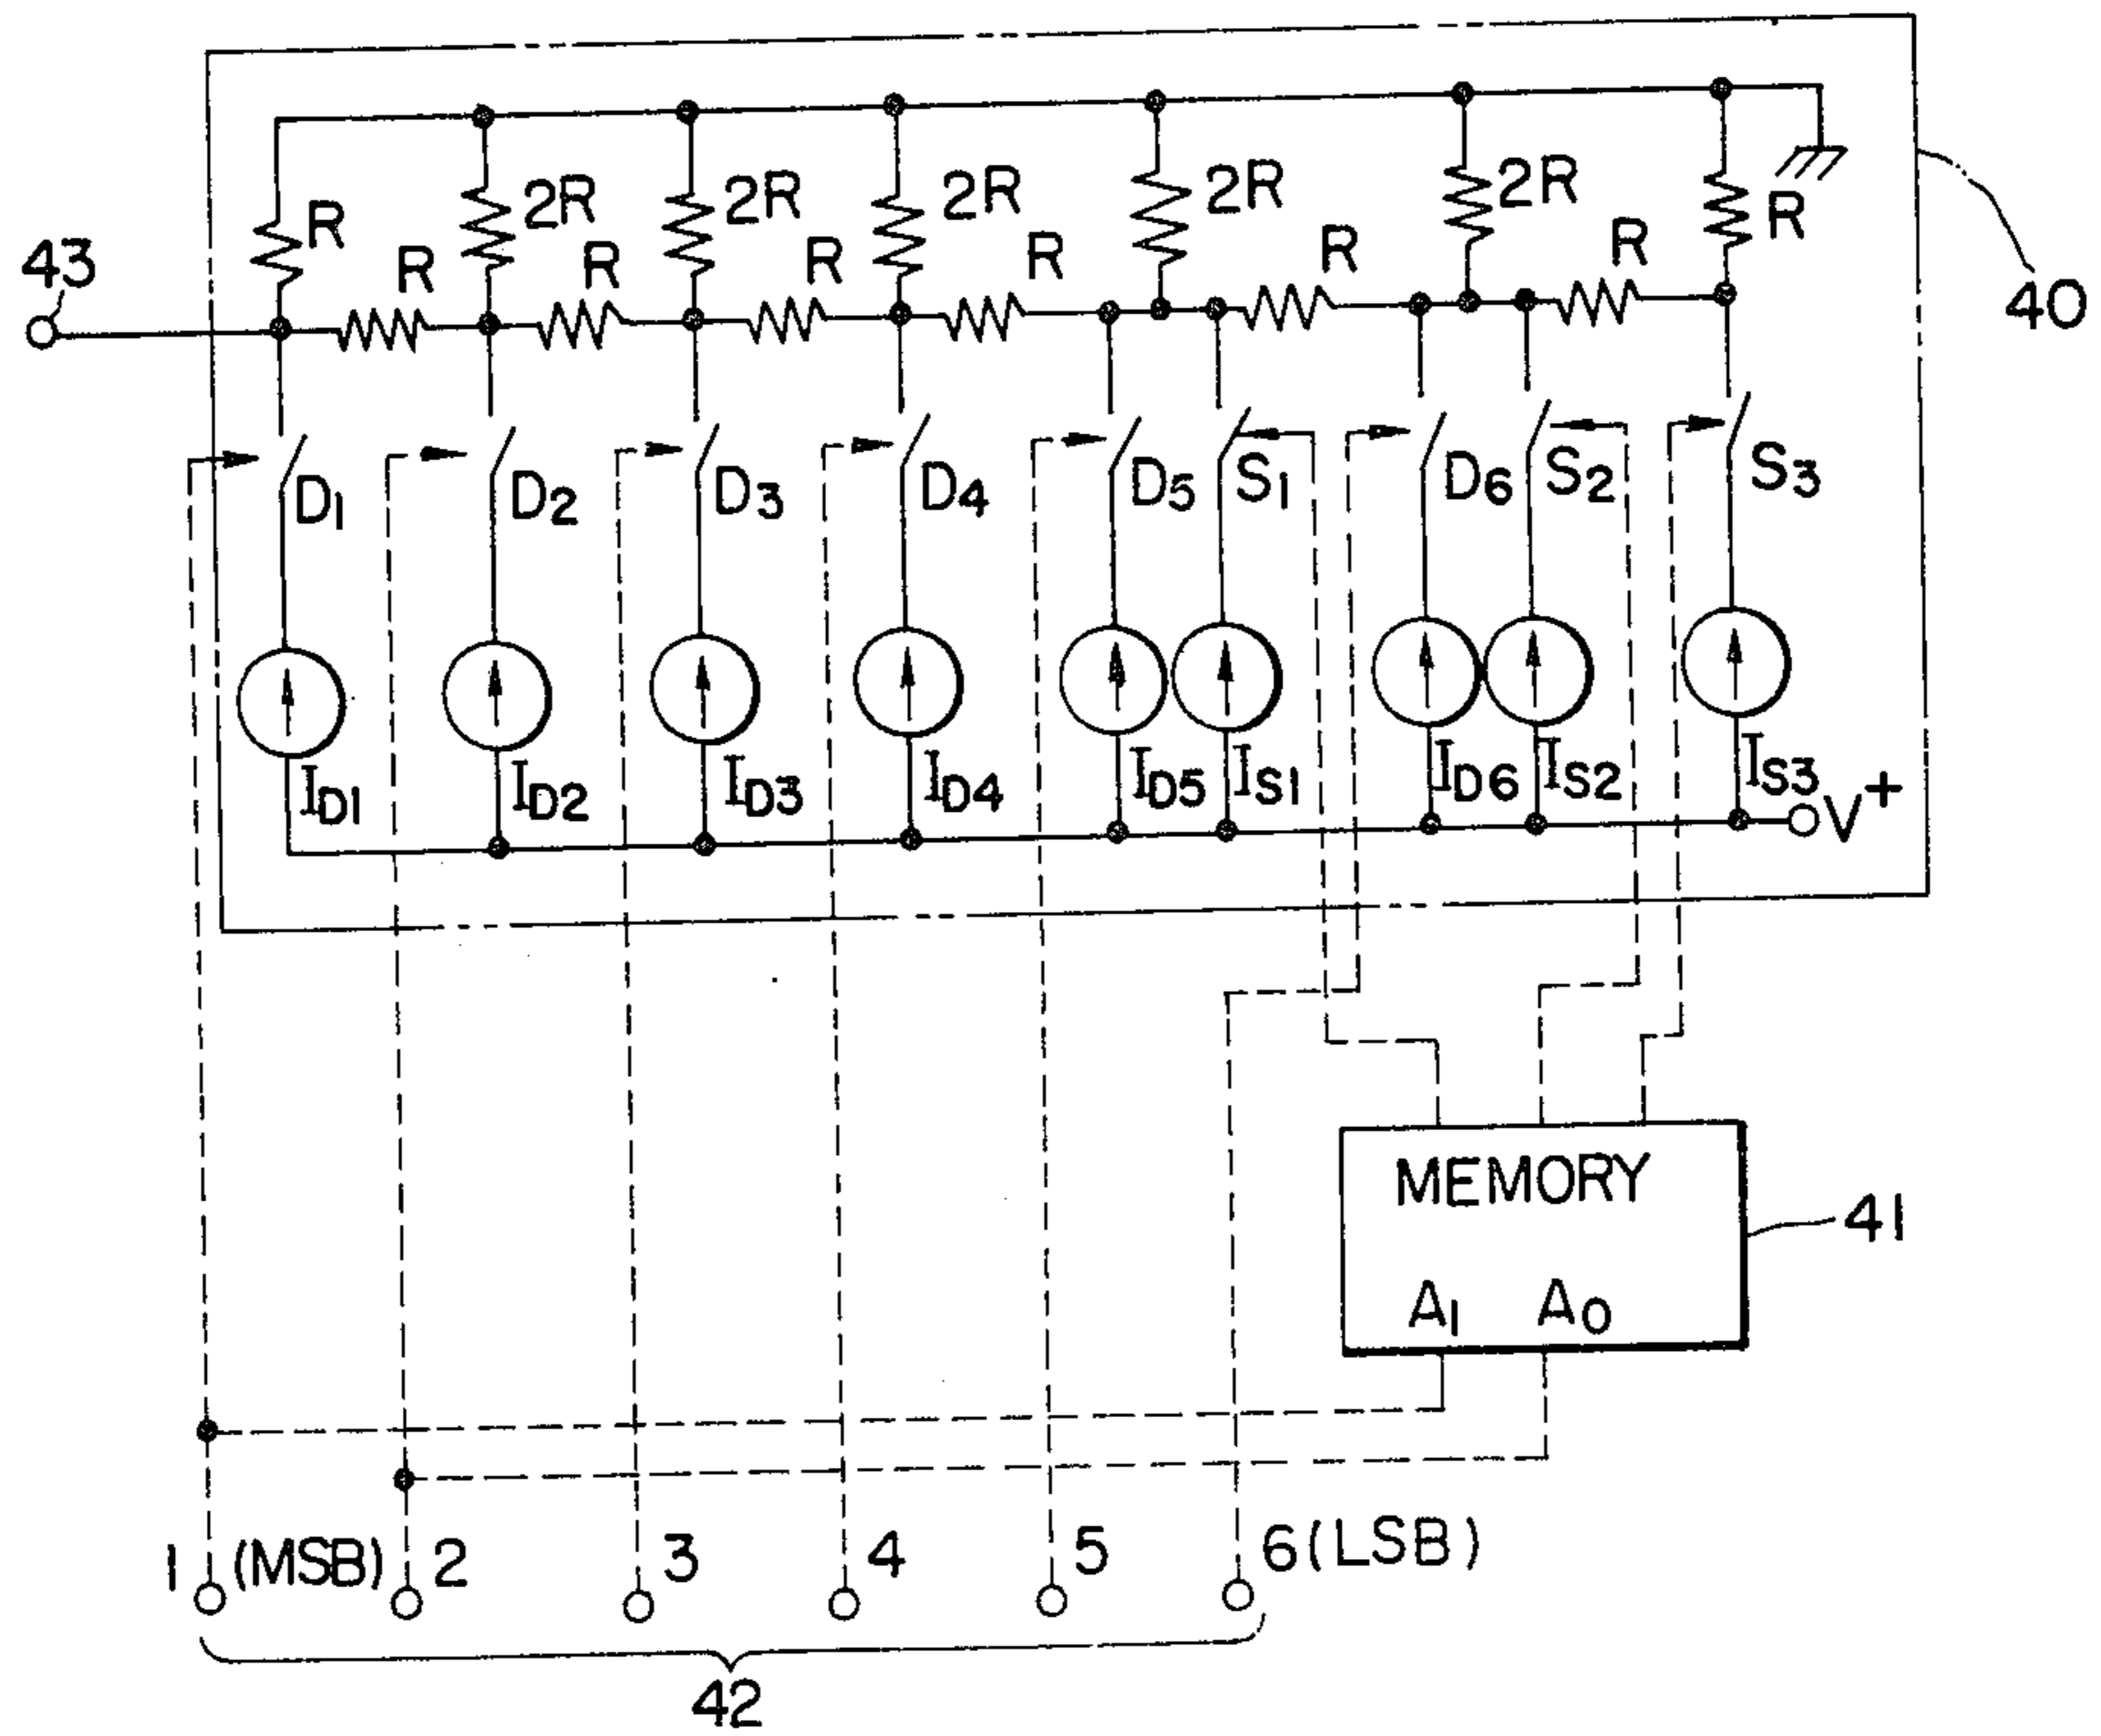 2R 2R 2R 2R 2R
R R
43 R R R R R R
40
D1 D2 D3 D4 D5 S1 D6 S2 S3
ID1 ID2 ID3 ID4 ID5 IS1 ID6 IS2 IS3 V+
MEMORY
41
A1 A0
1 (MSB) 2 3 4 5 6(LSB)
42